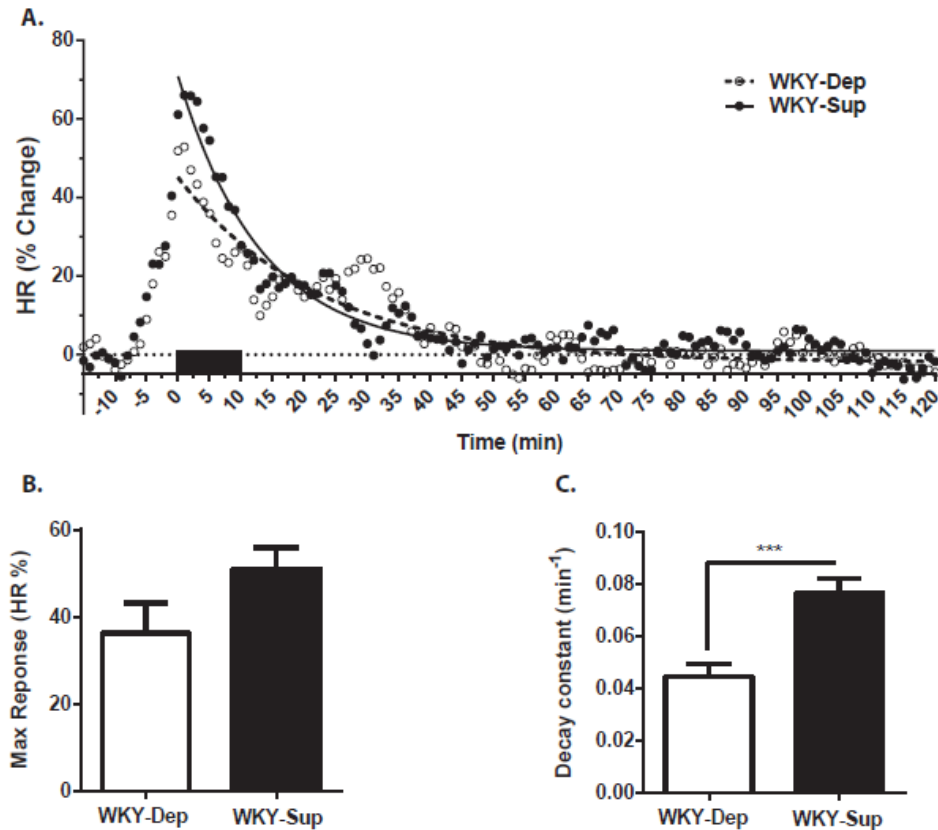 A.
80
60
40
20
0
HR (% Change)
WKY-Dep
WKY-Sup
-10 -5 0 5 10 15 20 25 30 35 40 45 50 55 60 65 70 75 80 85 90 95 100 105 110 115 120
Time (min)
B.
60
40
20
0
Max Reponse (HR %)
WKY-Dep WKY-Sup
C.
0.10
0.08
0.06
0.04
0.02
0.00
Decay constant (min⁻¹)
***
WKY-Dep WKY-Sup